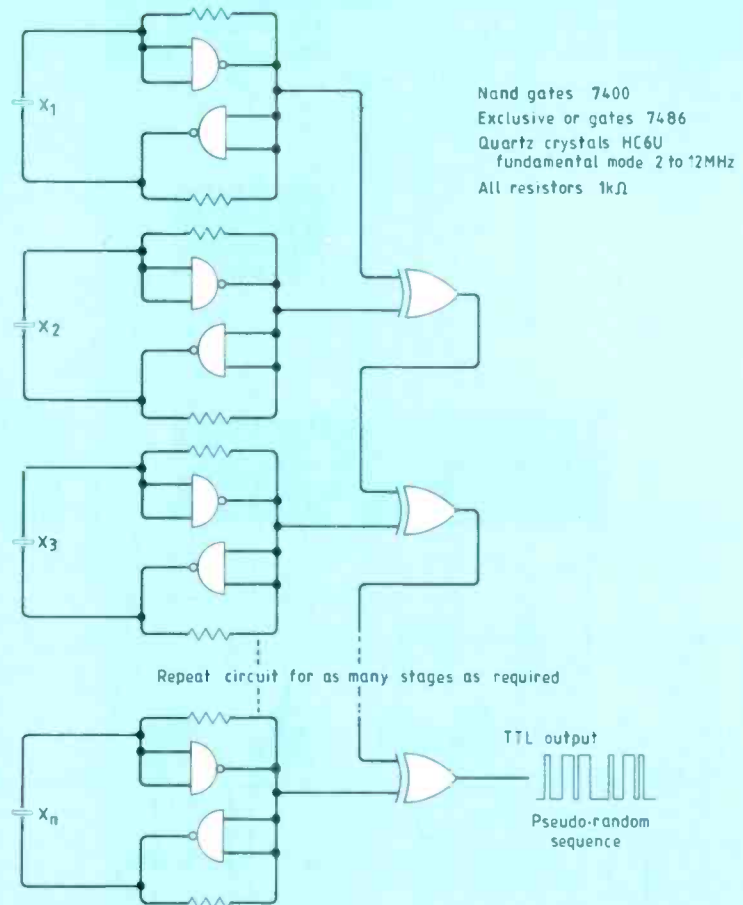 X1
Nand gates 7400
Exclusive or gates 7486
Quartz crystals HC6U
fundamental mode 2 to 12MHz
All resistors 1kΩ
X2
X3
Repeat circuit for as many stages as required
TTL output
Xn
Pseudo-random
sequence